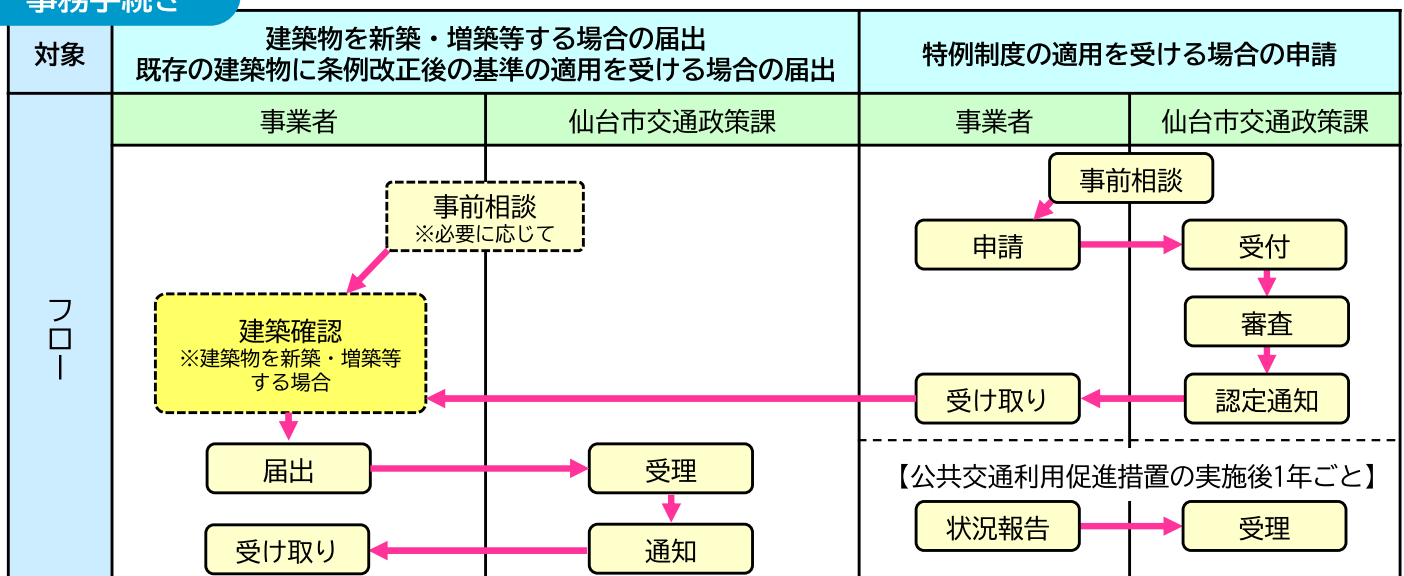 事務手続き
対象
建築物を新築・増築等する場合の届出
既存の建築物に条例改正後の基準の適用を受ける場合の届出
特例制度の適用を受ける場合の申請
事業者
仙台市交通政策課
事業者
仙台市交通政策課
フロー
事前相談
※必要に応じて
建築確認
※建築物を新築・増築等
する場合
届出
受理
受け取り
通知
事前相談
申請
受付
審査
受け取り
認定通知
【公共交通利用促進措置の実施後1年ごと】
状況報告
受理